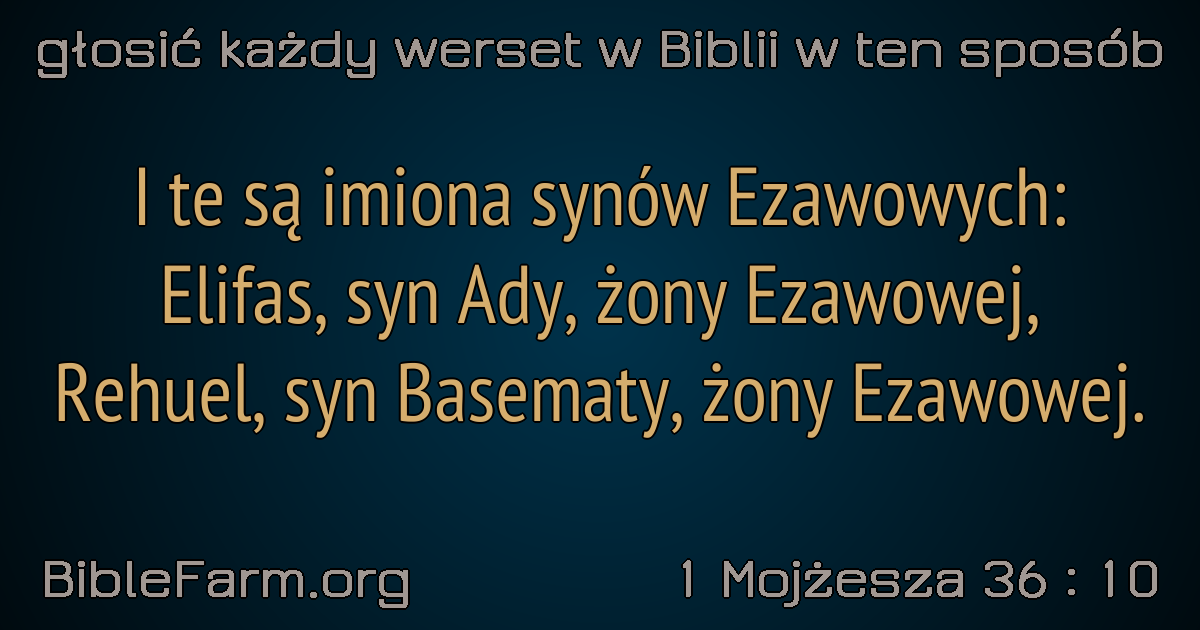 głosić każdy werset w Biblii w ten sposób
I te są imiona synów Ezawowych:
Elifas, syn Ady, żony Ezawowej,
Rehuel, syn Basematy, żony Ezawowej.
BibleFarm.org
1 Mojżesza 36 : 10